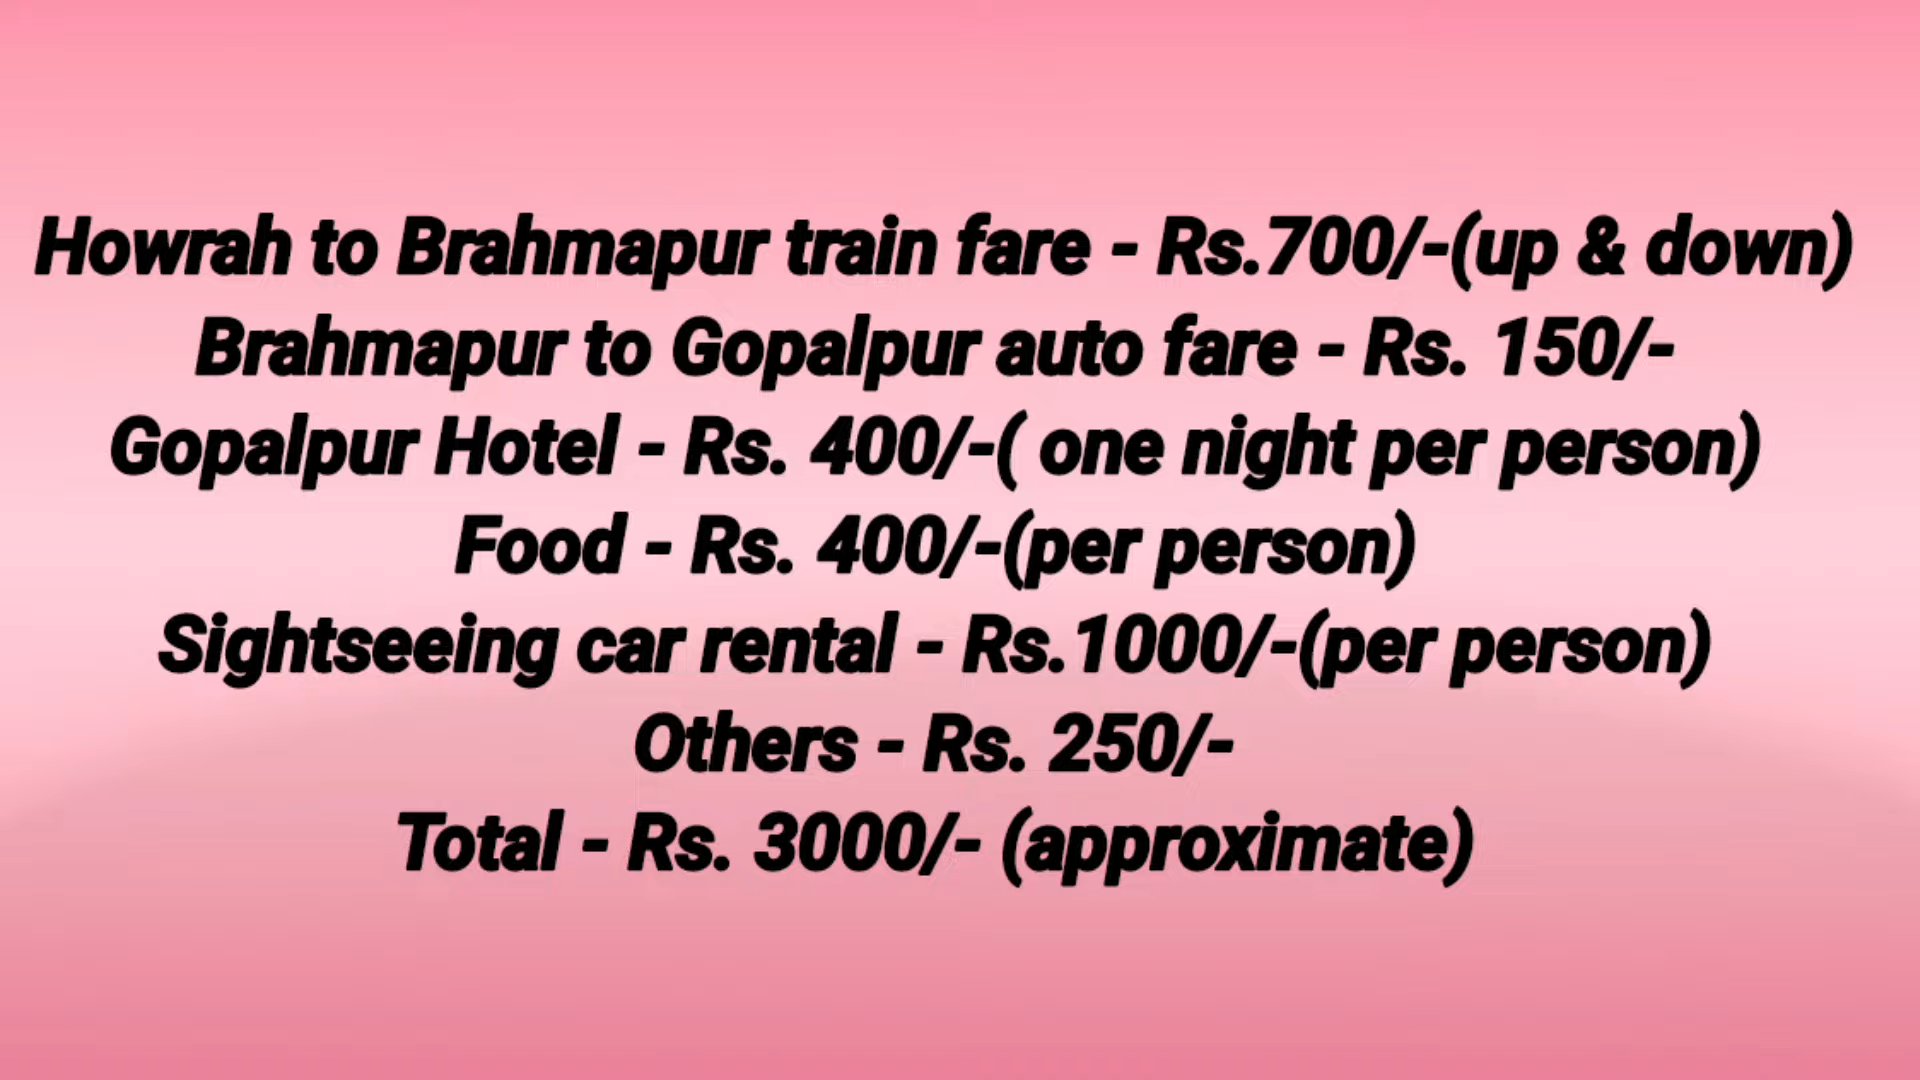 Howrah to Brahmapur train fare - Rs.700/-(up & down)
Brahmapur to Gopalpur auto fare - Rs. 150/-
Gopalpur Hotel - Rs. 400/-( one night per person)
Food - Rs. 400/-(per person)
Sightseeing car rental - Rs.1000/-(per person)
Others - Rs. 250/-
Total - Rs. 3000/- (approximate)